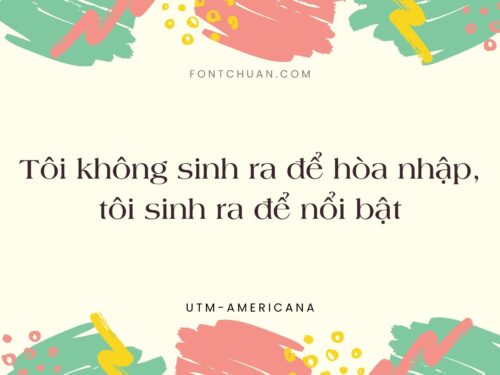 FONTCHUAN.COM
Tôi không sinh ra để hòa nhập,
tôi sinh ra để nổi bật
UTM-AMERICANA